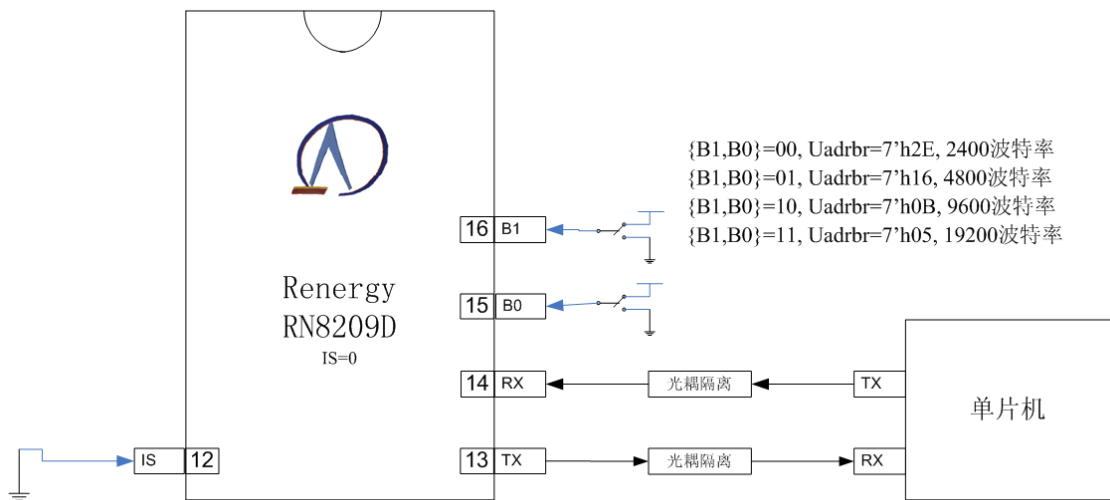 {B1,B0}=00, Uadrbr=7’h2E, 2400波特率
{B1,B0}=01, Uadrbr=7’h16, 4800波特率
{B1,B0}=10, Uadrbr=7’h0B, 9600波特率
{B1,B0}=11, Uadrbr=7’h05, 19200波特率
16 B1
Renergy
RN8209D
IS=0
15 B0
14 RX
光耦隔离
TX
单片机
IS 12
13 TX
光耦隔离
RX